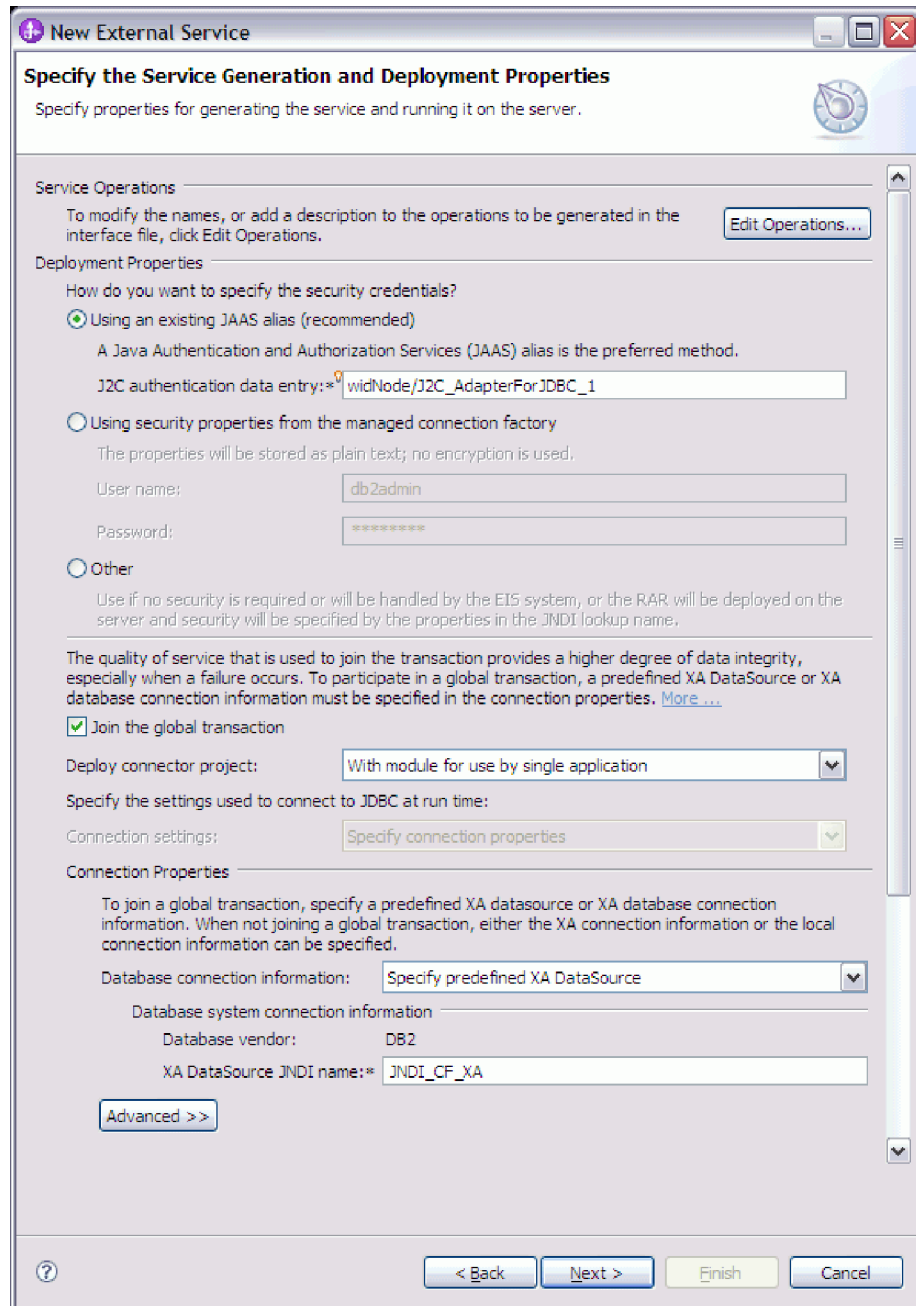 New External Service
Specify the Service Generation and Deployment Properties
Specify properties for generating the service and running it on the server.
Service Operations
To modify the names, or add a description to the operations to be generated in the
interface file, click Edit Operations.
Edit Operations...
Deployment Properties
How do you want to specify the security credentials?
Using an existing JAAS alias (recommended)
A Java Authentication and Authorization Services (JAAS) alias is the preferred method.
J2C authentication data entry:* widNode/J2C_AdapterForJDBC_1
Using security properties from the managed connection factory
The properties will be stored as plain text; no encryption is used.
User name: db2admin
Password: ********
Other
Use if no security is required or will be handled by the EIS system, or the RAR will be deployed on the
server and security will be specified by the properties in the JNDI lookup name.
The quality of service that is used to join the transaction provides a higher degree of data integrity,
especially when a failure occurs. To participate in a global transaction, a predefined XA DataSource or XA
database connection information must be specified in the connection properties. More ...
Join the global transaction
Deploy connector project: With module for use by single application
Specify the settings used to connect to JDBC at run time:
Connection settings: Specify connection properties
Connection Properties
To join a global transaction, specify a predefined XA datasource or XA database connection
information. When not joining a global transaction, either the XA connection information or the local
connection information can be specified.
Database connection information: Specify predefined XA DataSource
Database system connection information
Database vendor: DB2
XA DataSource JNDI name:* JNDI_CF_XA
Advanced >>
? < Back Next > Finish Cancel